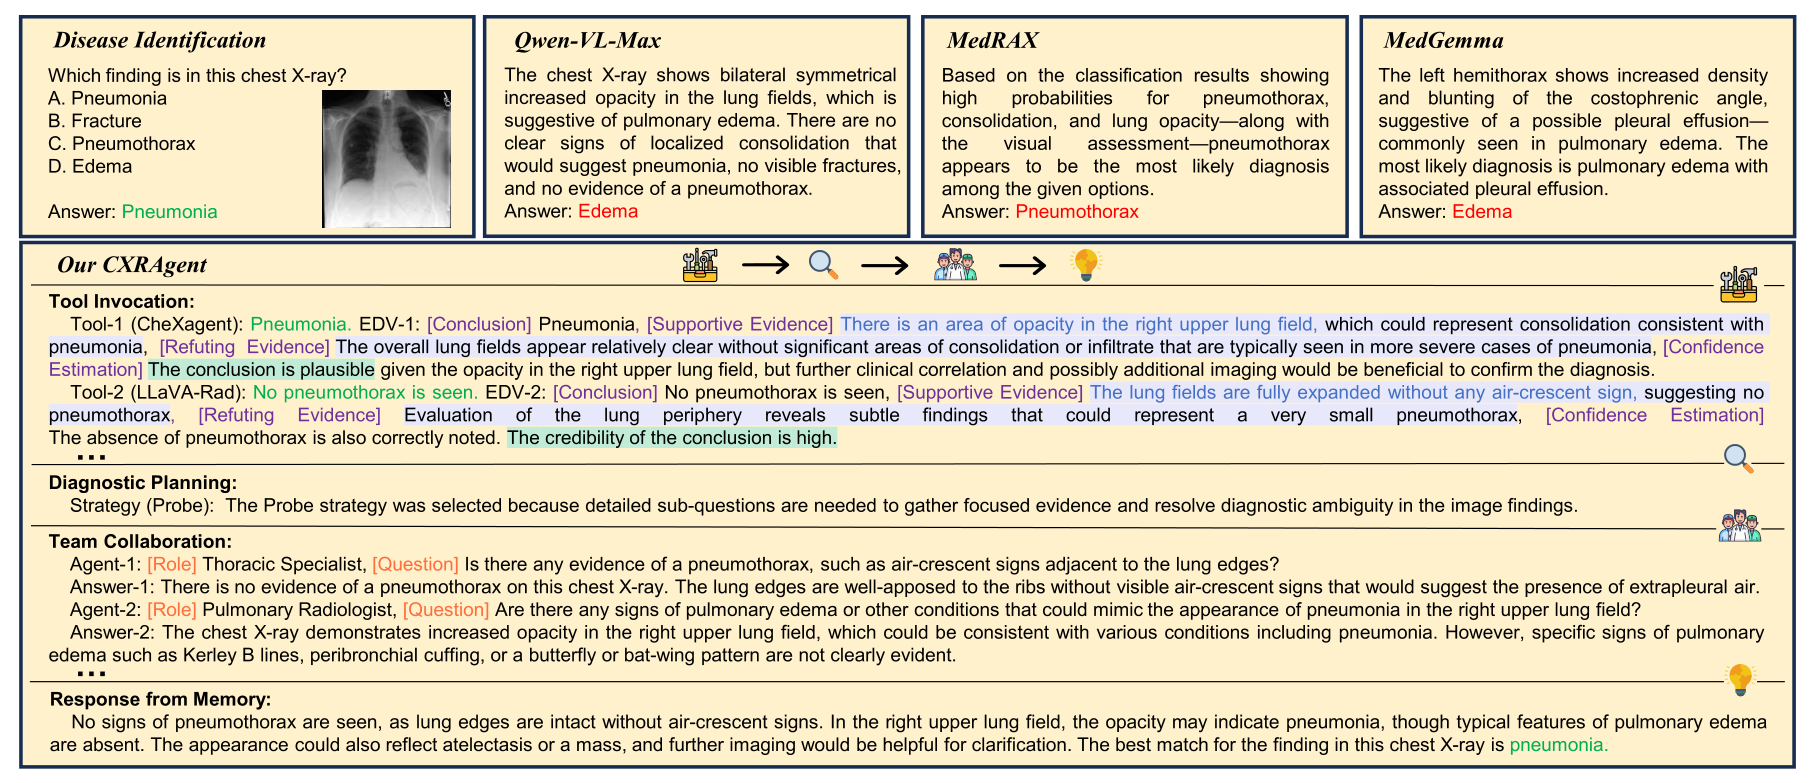 Disease Identification
Which finding is in this chest X-ray?
A. Pneumonia
B. Fracture
C. Pneumothorax
D. Edema
Answer: Pneumonia
Qwen-VL-Max
The chest X-ray shows bilateral symmetrical
increased opacity in the lung fields, which is
suggestive of pulmonary edema. There are no
clear signs of localized consolidation that
would suggest pneumonia, no visible fractures,
and no evidence of a pneumothorax.
Answer: Edema
MedRAX
Based on the classification results showing
high probabilities for pneumothorax,
consolidation, and lung opacity—along with
the visual assessment—pneumothorax
appears to be the most likely diagnosis
among the given options.
Answer: Pneumothorax
MedGemma
The left hemithorax shows increased density
and blunting of the costophrenic angle,
suggestive of a possible pleural effusion—
commonly seen in pulmonary edema. The
most likely diagnosis is pulmonary edema with
associated pleural effusion.
Answer: Edema
Our CXRAgent
Tool Invocation:
Tool-1 (CheXagent): Pneumonia. EDV-1: [Conclusion] Pneumonia, [Supportive Evidence] There is an area of opacity in the right upper lung field, which could represent consolidation consistent with
pneumonia, [Refuting Evidence] The overall lung fields appear relatively clear without significant areas of consolidation or infiltrate that are typically seen in more severe cases of pneumonia, [Confidence
Estimation] The conclusion is plausible given the opacity in the right upper lung field, but further clinical correlation and possibly additional imaging would be beneficial to confirm the diagnosis.
Tool-2 (LLaVA-Rad): No pneumothorax is seen. EDV-2: [Conclusion] No pneumothorax is seen, [Supportive Evidence] The lung fields are fully expanded without any air-crescent sign, suggesting no
pneumothorax, [Refuting Evidence] Evaluation of the lung periphery reveals subtle findings that could represent a very small pneumothorax, [Confidence Estimation]
The absence of pneumothorax is also correctly noted. The credibility of the conclusion is high.
...
Diagnostic Planning:
Strategy (Probe): The Probe strategy was selected because detailed sub-questions are needed to gather focused evidence and resolve diagnostic ambiguity in the image findings.
Team Collaboration:
Agent-1: [Role] Thoracic Specialist, [Question] Is there any evidence of a pneumothorax, such as air-crescent signs adjacent to the lung edges?
Answer-1: There is no evidence of a pneumothorax on this chest X-ray. The lung edges are well-apposed to the ribs without visible air-crescent signs that would suggest the presence of extrapleural air.
Agent-2: [Role] Pulmonary Radiologist, [Question] Are there any signs of pulmonary edema or other conditions that could mimic the appearance of pneumonia in the right upper lung field?
Answer-2: The chest X-ray demonstrates increased opacity in the right upper lung field, which could be consistent with various conditions including pneumonia. However, specific signs of pulmonary
edema such as Kerley B lines, peribronchial cuffing, or a butterfly or bat-wing pattern are not clearly evident.
...
Response from Memory:
No signs of pneumothorax are seen, as lung edges are intact without air-crescent signs. In the right upper lung field, the opacity may indicate pneumonia, though typical features of pulmonary edema
are absent. The appearance could also reflect atelectasis or a mass, and further imaging would be helpful for clarification. The best match for the finding in this chest X-ray is pneumonia.